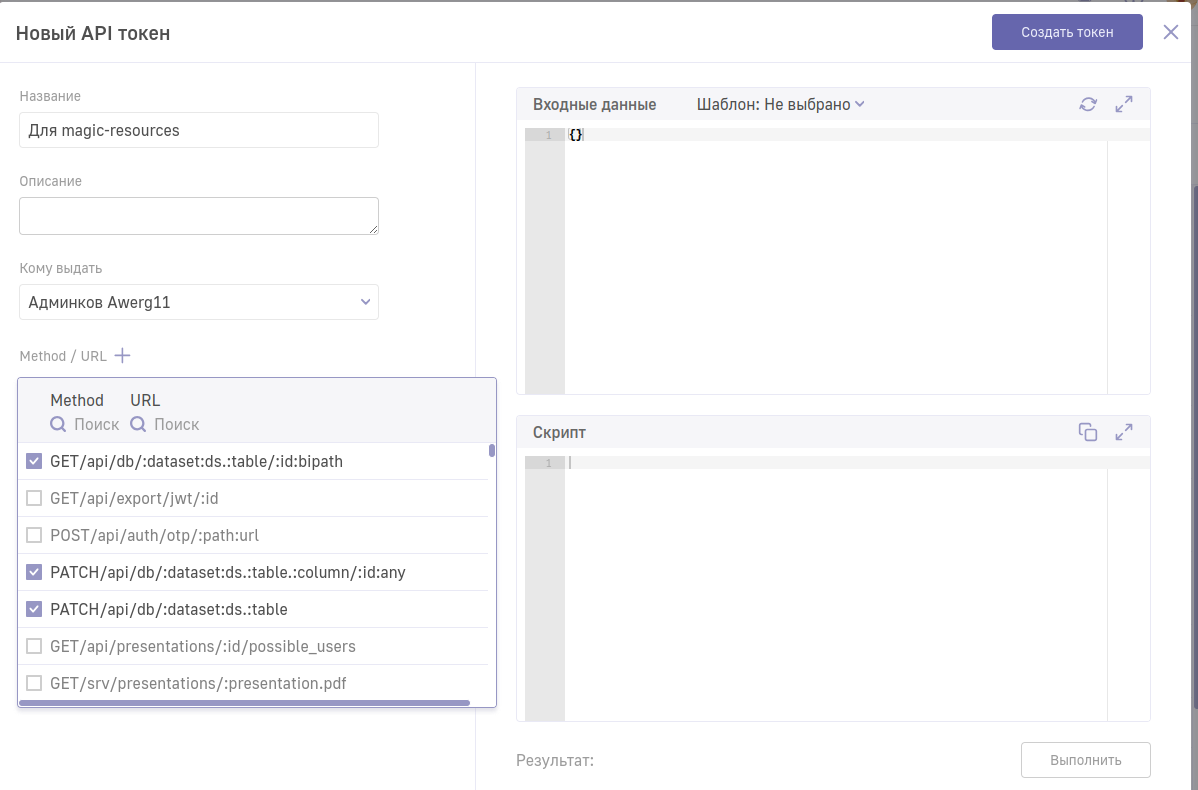 Новый API токен
Создать токен
Название
Для magic-resources
Описание
Кому выдать
Админков Awerg11
Method / URL
Method URL
Поиск Поиск
GET/api/db/:dataset:ds.:table/:id:bipath
GET/api/export/jwt/:id
POST/api/auth/otp/:path:url
PATCH/api/db/:dataset:ds.:table.:column/:id:any
PATCH/api/db/:dataset:ds.:table
GET/api/presentations/:id/possible_users
GET/srv/presentations/:presentation.pdf
Входные данные Шаблон: Не выбрано
1 {}
Скрипт
1
Результат:
Выполнить